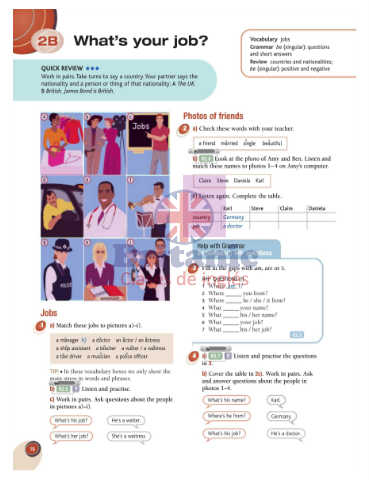 2B What's your job?
Vocabulary jobs
Grammar be (singular): questions
and short answers
Review countries and nationalities;
be (singular): positive and negative
QUICK REVIEW ●●●
Work in pairs. Take turns to say a country. Your partner says the
nationality and a person or thing of that nationality: A The UK.
B British. James Bond is British.
Jobs
POLICE
Jobs
1 a) Match these jobs to pictures a)–i).
a manager b) a doctor an actor / an actress
a shop assistant a teacher a waiter / a waitress
a taxi driver a musician a police officer
TIP! • In these vocabulary boxes we only show the
main stress in words and phrases.
b) P Listen and practise.
c) Work in pairs. Ask questions about the people
in pictures a)–i).
What's his job? He's a waiter.
What's her job? She's a waitress.
Photos of friends
2 a) Check these words with your teacher.
a friend married single beautiful
b) Look at the photo of Amy and Ben. Listen and
match these names to photos 1–4 on Amy's computer.
Claire Steve Daniela Karl
c) Listen again. Complete the table.
Karl Steve Claire Daniela
country Germany
job a doctor
Help with Grammar
3 Fill in the gaps with am, are or is.
WH- QUESTIONS
1 Where am I?
2 Where ______ you from?
3 Where ______ he / she / it from?
4 What ______ your name?
5 What ______ his / her name?
6 What ______ your job?
7 What ______ his / her job?
4 a) P Listen and practise the questions
in 3.
b) Cover the table in 2c). Work in pairs. Ask
and answer questions about the people in
photos 1–4.
What's his name? Karl.
Where's he from? Germany.
What's his job? He's a doctor.
16
Britanic